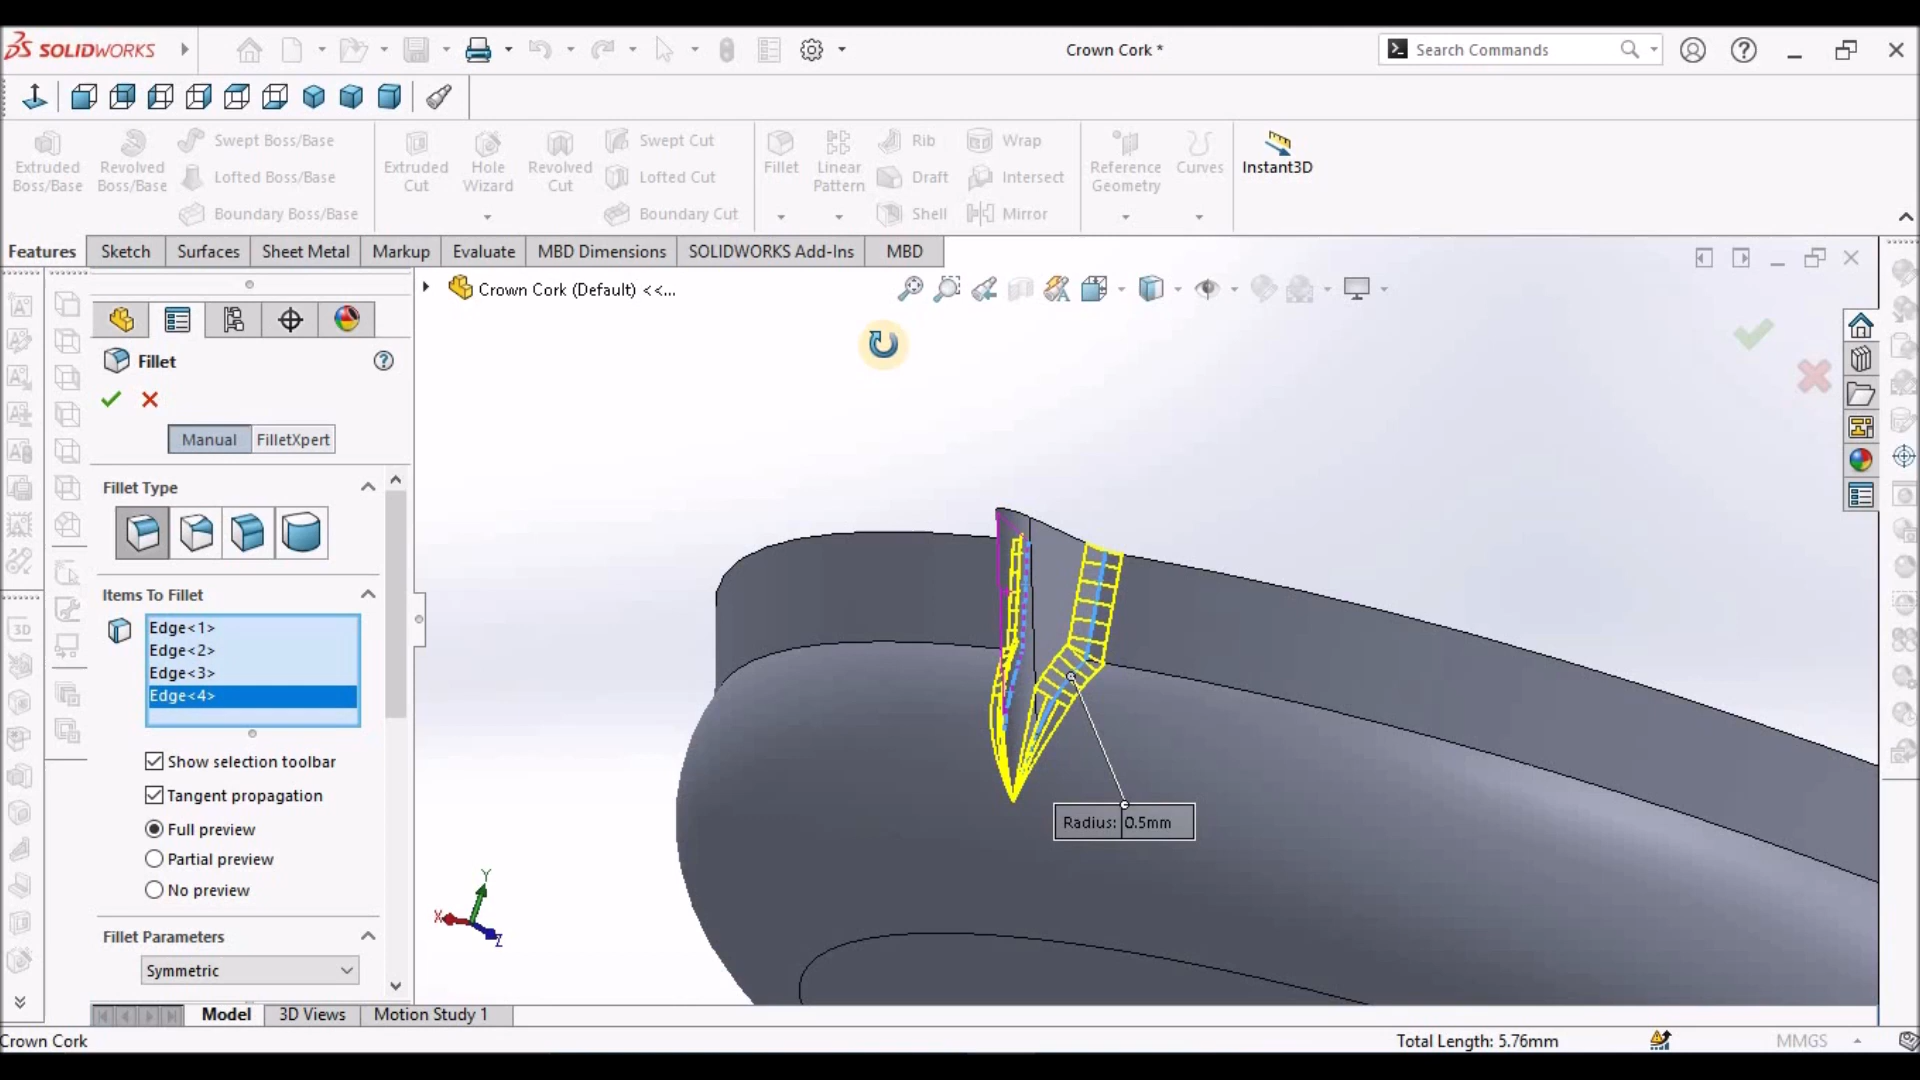 SOLIDWORKS
Crown Cork *
Search Commands
Extruded Boss/Base
Revolved Boss/Base
Swept Boss/Base
Lofted Boss/Base
Boundary Boss/Base
Extruded Cut
Hole Wizard
Revolved Cut
Swept Cut
Lofted Cut
Boundary Cut
Fillet
Linear Pattern
Rib
Draft
Shell
Wrap
Intersect
Mirror
Reference Geometry
Curves
Instant3D
Features
Sketch
Surfaces
Sheet Metal
Markup
Evaluate
MBD Dimensions
SOLIDWORKS Add-Ins
MBD
Crown Cork (Default) <<...
Fillet
Manual
FilletXpert
Fillet Type
Items To Fillet
Edge<1>
Edge<2>
Edge<3>
Edge<4>
Show selection toolbar
Tangent propagation
Full preview
Partial preview
No preview
Fillet Parameters
Symmetric
Radius: 0.5mm
Y
X
Z
3D
Model
3D Views
Motion Study 1
Crown Cork
Total Length: 5.76mm
MMGS